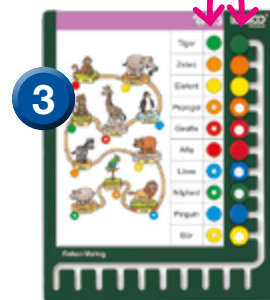 3
Tiger
Zebra
Elefant
Papagei
Giraffe
Affe
Löwe
Nilpferd
Pinguin
Bär